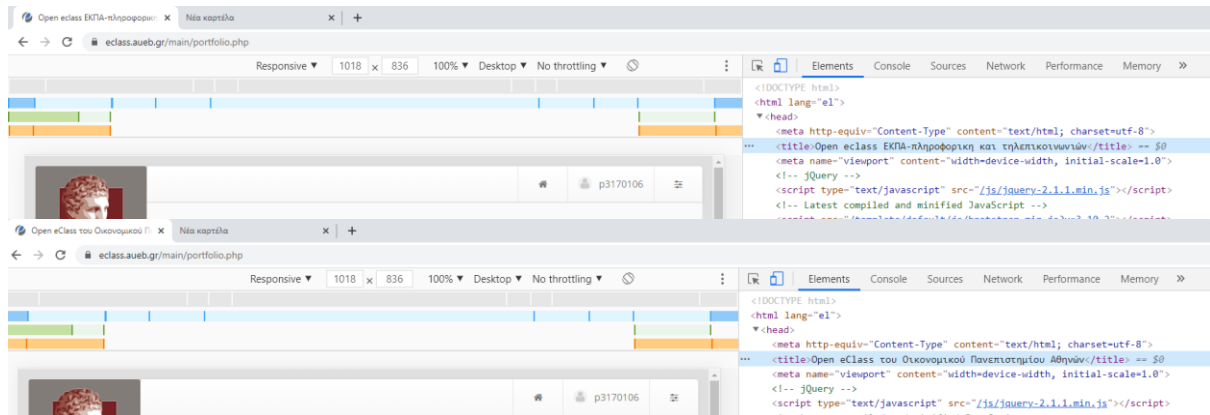 Open eclass ΕΚΠΑ-πληροφορικη Νέα καρτέλα
eclass.aueb.gr/main/portfolio.php
Responsive ▼ 1018 x 836 100% ▼ Desktop ▼ No throttling ▼ Elements Console Sources Network Performance Memory »
<!DOCTYPE html>
<html lang="el">
▼<head>
<meta http-equiv="Content-Type" content="text/html; charset=utf-8">
··· <title>Open eclass ΕΚΠΑ-πληροφορικη και τηλεπικοινωνιών</title> == $0
<meta name="viewport" content="width=device-width, initial-scale=1.0">
<!-- jQuery -->
p3170106 <script type="text/javascript" src="/js/jquery-2.1.1.min.js"></script>
<!-- Latest compiled and minified JavaScript -->
Open eClass του Οικονομικού Π Νέα καρτέλα
eclass.aueb.gr/main/portfolio.php
Responsive ▼ 1018 x 836 100% ▼ Desktop ▼ No throttling ▼ Elements Console Sources Network Performance Memory »
<!DOCTYPE html>
<html lang="el">
▼<head>
<meta http-equiv="Content-Type" content="text/html; charset=utf-8">
··· <title>Open eClass του Οικονομικού Πανεπιστημίου Αθηνών</title> == $0
<meta name="viewport" content="width=device-width, initial-scale=1.0">
<!-- jQuery -->
p3170106 <script type="text/javascript" src="/js/jquery-2.1.1.min.js"></script>